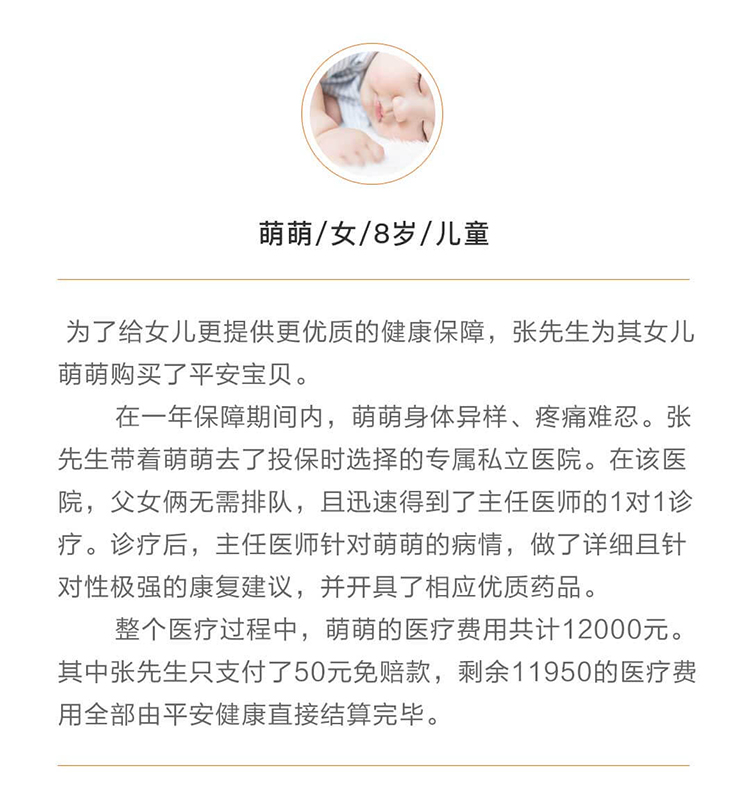 萌萌/女/8岁/儿童
为了给女儿更提供更优质的健康保障，张先生为其女儿
萌萌购买了平安宝贝。
在一年保障期间内，萌萌身体异样、疼痛难忍。张
先生带着萌萌去了投保时选择的专属私立医院。在该医
院，父女俩无需排队，且迅速得到了主任医师的1对1诊
疗。诊疗后，主任医师针对萌萌的病情，做了详细且针
对性极强的康复建议，并开具了相应优质药品。
整个医疗过程中，萌萌的医疗费用共计12000元。
其中张先生只支付了50元免赔款，剩余11950的医疗费
用全部由平安健康直接结算完毕。